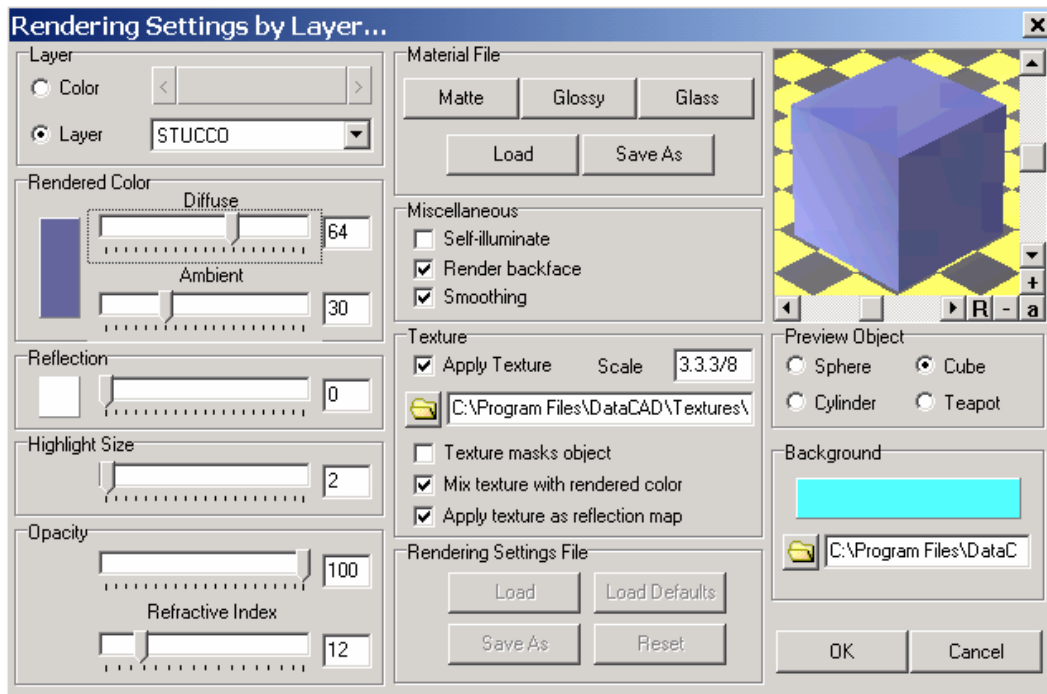 Rendering Settings by Layer...
Layer
Color
Layer
STUCCO
Rendered Color
Diffuse
64
Ambient
30
Reflection
0
Highlight Size
2
Opacity
100
Refractive Index
12
Material File
Matte Glossy Glass
Load Save As
Miscellaneous
Self-illuminate
Render backface
Smoothing
Texture
Apply Texture Scale 3.3.3/8
C:\Program Files\DataCAD\Textures\
Texture masks object
Mix texture with rendered color
Apply texture as reflection map
Rendering Settings File
Load Load Defaults
Save As Reset
+
R - a
Preview Object
Sphere Cube
Cylinder Teapot
Background
C:\Program Files\DataC
OK Cancel